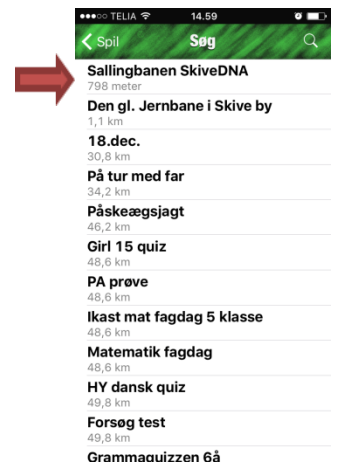 TELIA 14.59
Spil Søg
Sallingbanen SkiveDNA
798 meter
Den gl. Jernbane i Skive by
1,1 km
18.dec.
30,8 km
På tur med far
34,2 km
Påskeægsjagt
46,2 km
Girl 15 quiz
48,6 km
PA prøve
48,6 km
Ikast mat fagdag 5 klasse
48,6 km
Matematik fagdag
48,6 km
HY dansk quiz
49,8 km
Forsøg test
49,8 km
Grammaquizzen 6å